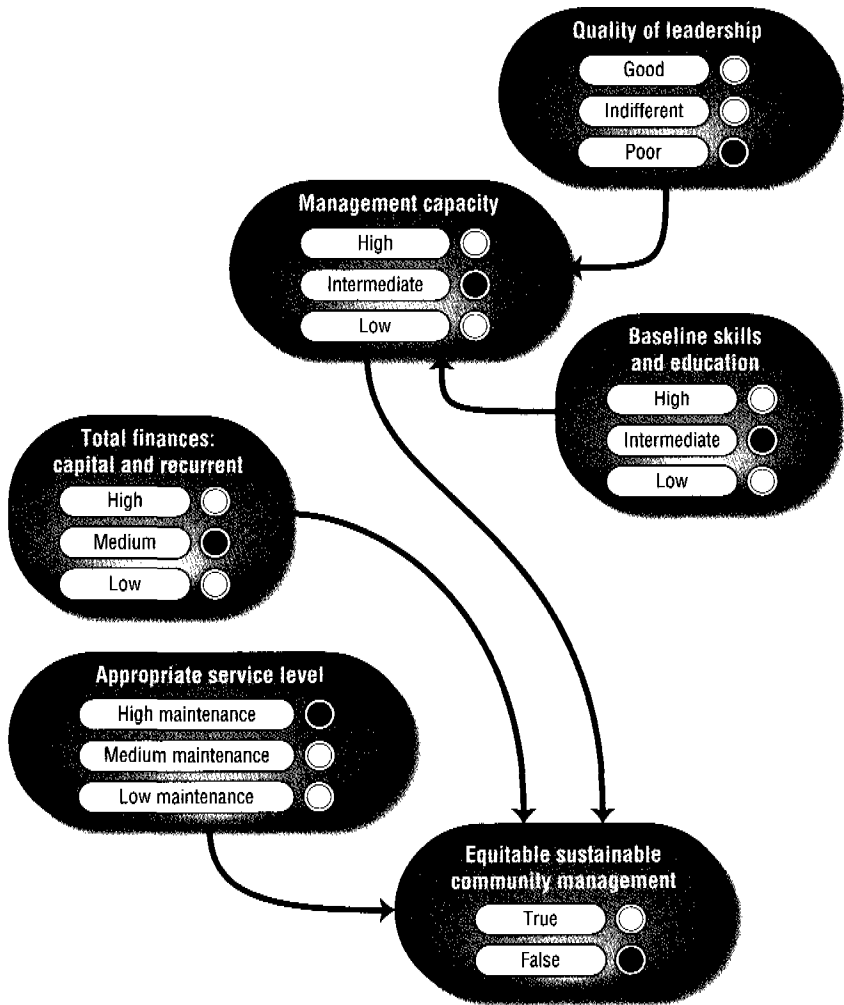 Quality of leadership
Good
Indifferent
Poor
Management capacity
High
Intermediate
Low
Baseline skills
and education
High
Intermediate
Low
Total finances:
capital and recurrent
High
Medium
Low
Appropriate service level
High maintenance
Medium maintenance
Low maintenance
Equitable sustainable
community management
True
False